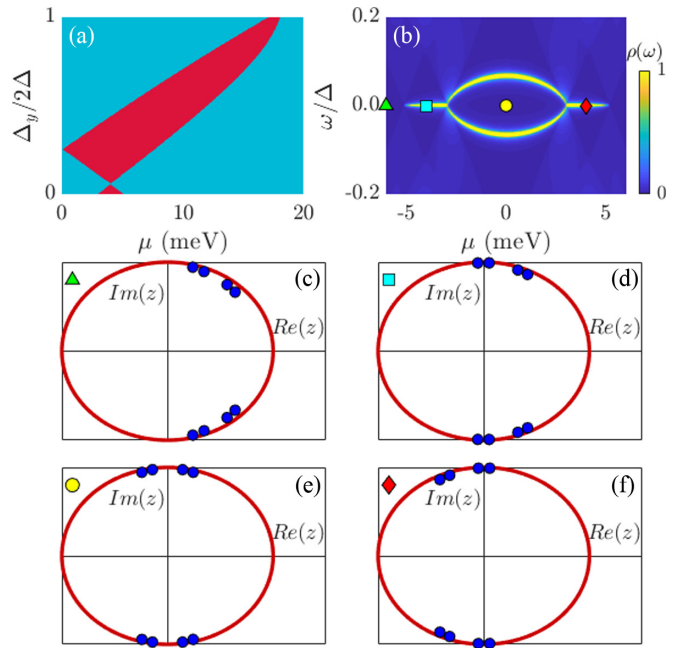 (a)
1
0
Δ_y/2Δ
0 10 20
μ (meV)
(b)
0.2
0.0
-0.2
ω/Δ
-5 0 5
μ (meV)
ρ(ω)
1
0
(c)
Im(z)
Re(z)
(d)
Im(z)
Re(z)
(e)
Im(z)
Re(z)
(f)
Im(z)
Re(z)